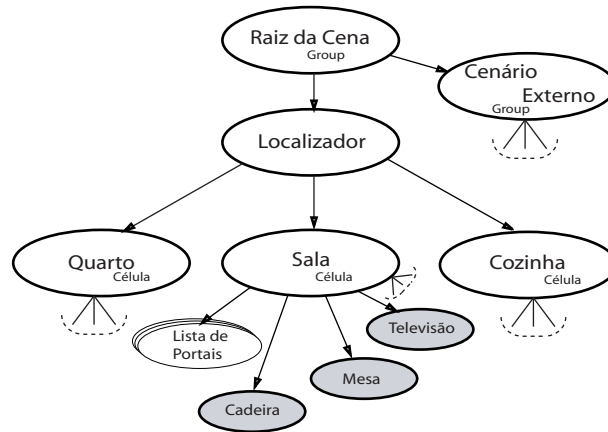 Raiz da Cena
Group
Cenário
Externo
Group
Localizador
Quarto
Célula
Sala
Célula
Cozinha
Célula
Lista de
Portais
Televisão
Mesa
Cadeira